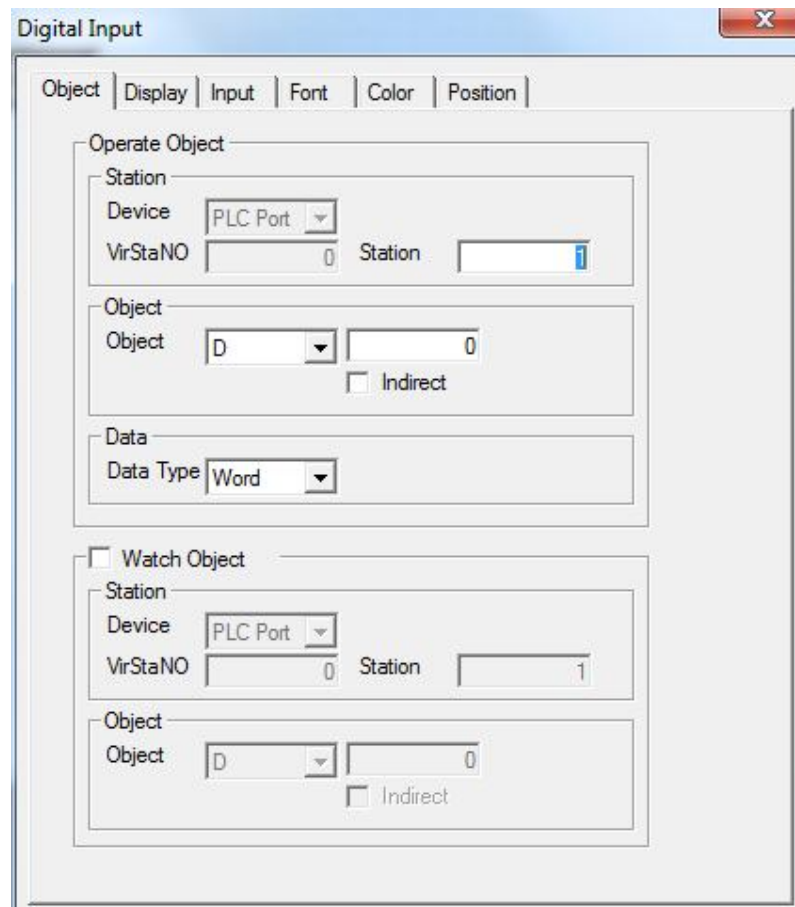 Digital Input
Object Display Input Font Color Position
Operate Object
Station
Device PLC Port
VirStaNO 0 Station 1
Object
Object D 0
Indirect
Data
Data Type Word
Watch Object
Station
Device PLC Port
VirStaNO 0 Station 1
Object
Object D 0
Indirect